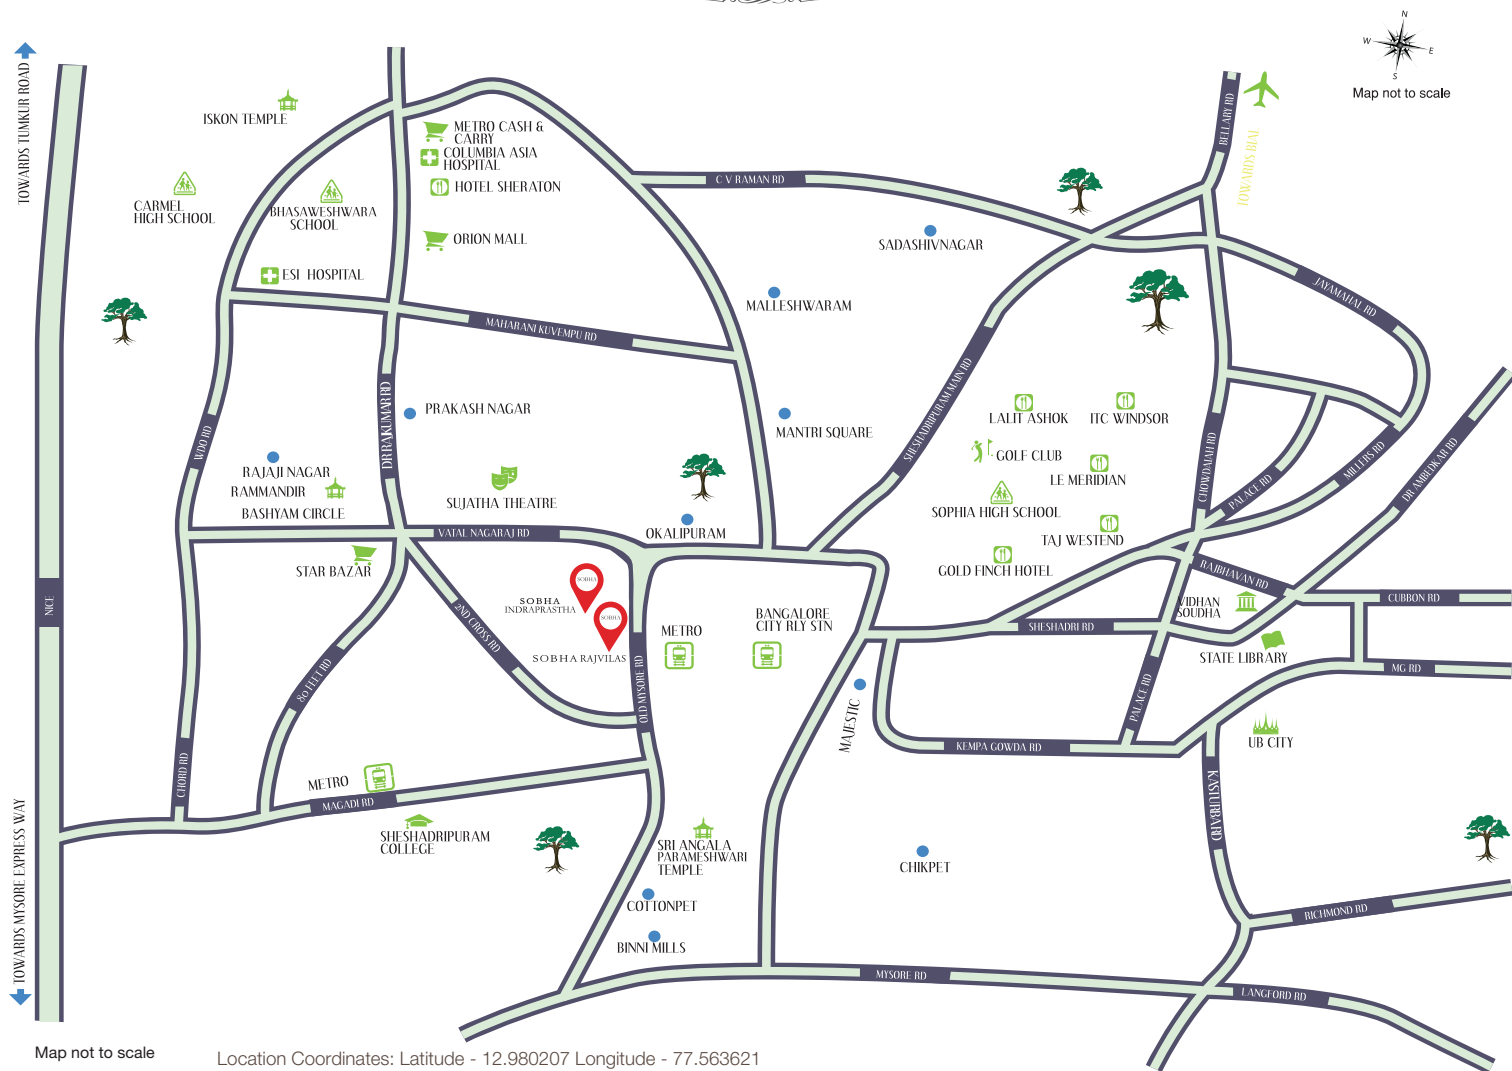 N
W
E
S
Map not to scale
TOWARDS TUMKUR ROAD
TOWARDS MYSORE EXPRESS WAY
NICE
ISKON TEMPLE
CARMEL
HIGH SCHOOL
BHASAWESHWARA
SCHOOL
ESI HOSPITAL
METRO CASH &
CARRY
COLUMBIA ASIA
HOSPITAL
HOTEL SHERATON
ORION MALL
C V RAMAN RD
SADASHIVNAGAR
MALLESHWARAM
BELLARY RD
TOWARDS BIAL
JAYAMAHAL RD
MAHARANI KUVEMPU RD
SHESHADRIPURAM MAIN RD
WDO RD
DR RAJKUMAR RD
PRAKASH NAGAR
MANTRI SQUARE
LALIT ASHOK
ITC WINDSOR
GOLF CLUB
LE MERIDIAN
CHOWDAIAH RD
PALACE RD
MILLERS RD
DR AMBEDKAR RD
RAJAJI NAGAR
RAMMANDIR
BASHYAM CIRCLE
SUJATHA THEATRE
OKALIPURAM
SOPHIA HIGH SCHOOL
TAJ WESTEND
VATAL NAGARAJ RD
STAR BAZAR
GOLD FINCH HOTEL
RAJBHAVAN RD
SOBHA
SOBHA
INDRAPRASTHA
SOBHA
SOBHA RAJVILAS
2ND CROSS RD
80 FEET RD
OLD MYSORE RD
METRO
BANGALORE
CITY RLY STN
VIDHAN
SOUDHA
CUBBON RD
SHESHADRI RD
STATE LIBRARY
MG RD
PALACE RD
MAJESTIC
KEMPA GOWDA RD
UB CITY
CHORD RD
METRO
MAGADI RD
KASTURBA RD
SHESHADRIPURAM
COLLEGE
SRI ANGALA
PARAMESHWARI
TEMPLE
CHIKPET
COTTONPET
BINNI MILLS
RICHMOND RD
MYSORE RD
LANGFORD RD
Map not to scale
Location Coordinates: Latitude - 12.980207 Longitude - 77.563621